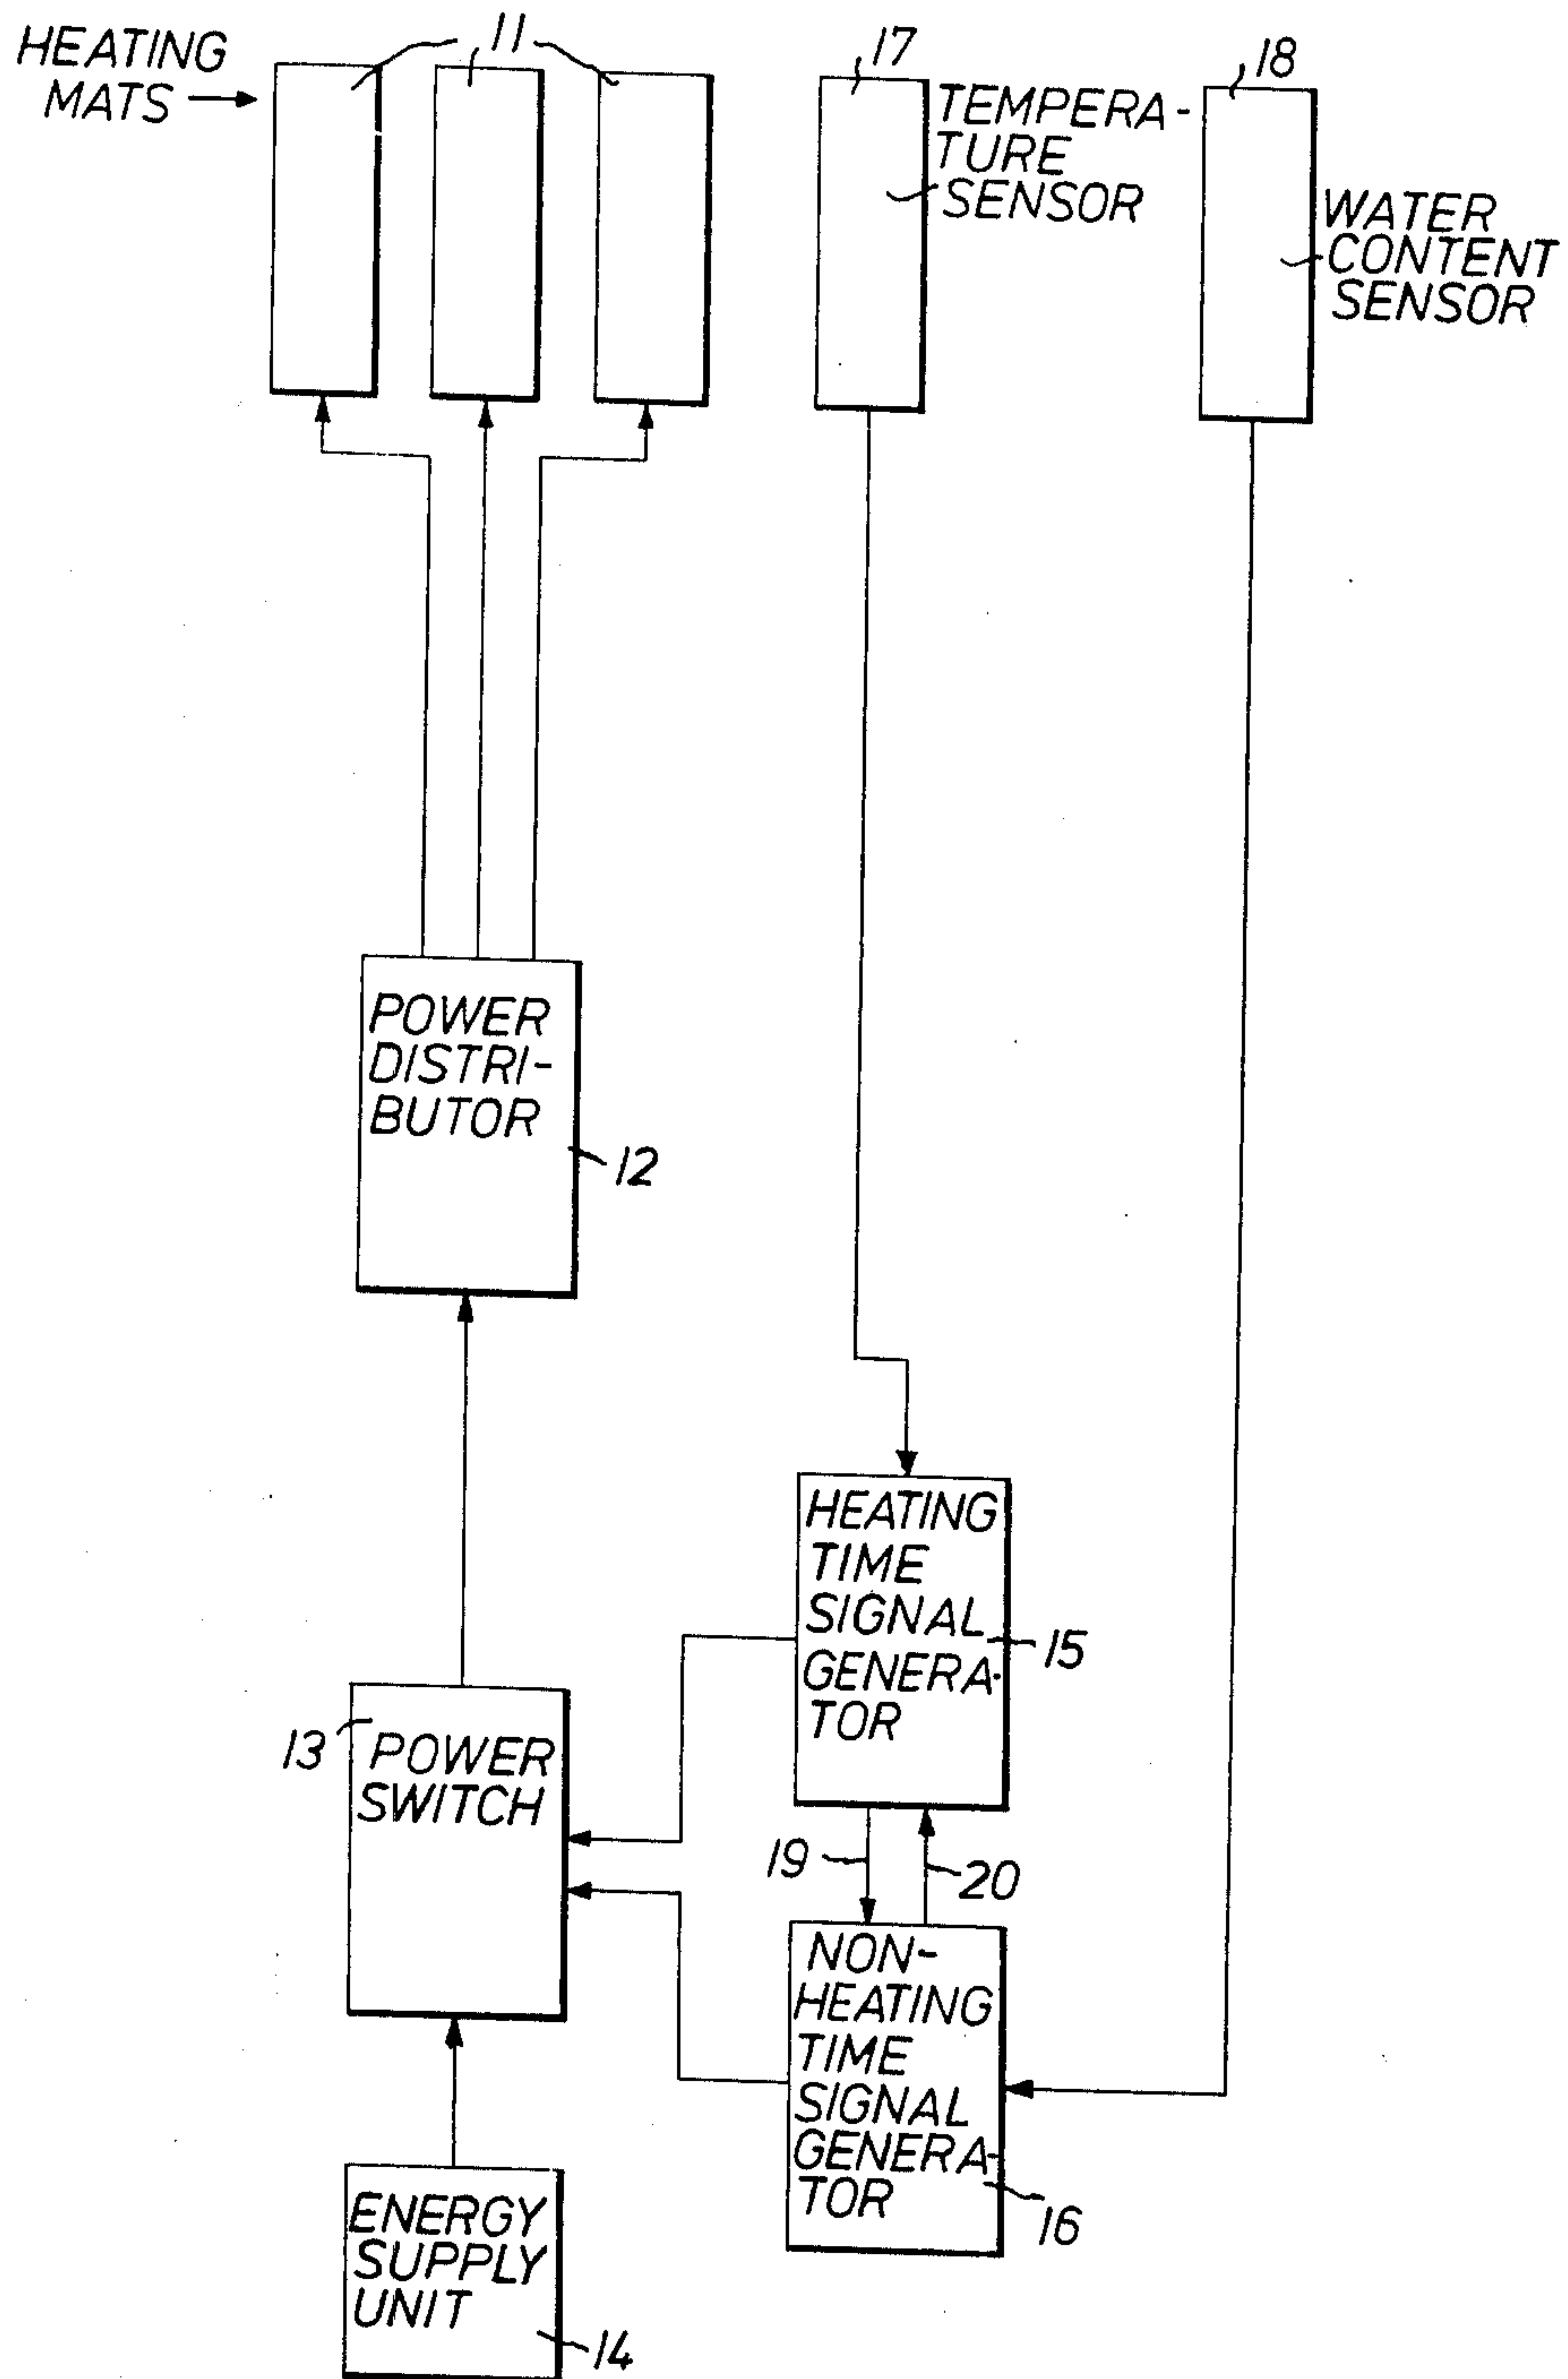 HEATING
MATS
11
17
18
TEMPERA-
TURE
SENSOR
WATER
CONTENT
SENSOR
POWER
DISTRI-
BUTOR
12
HEATING
TIME
SIGNAL
GENERA-
TOR
15
13
POWER
SWITCH
19
20
NON-
HEATING
TIME
SIGNAL
GENERA-
TOR
16
ENERGY
SUPPLY
UNIT
14